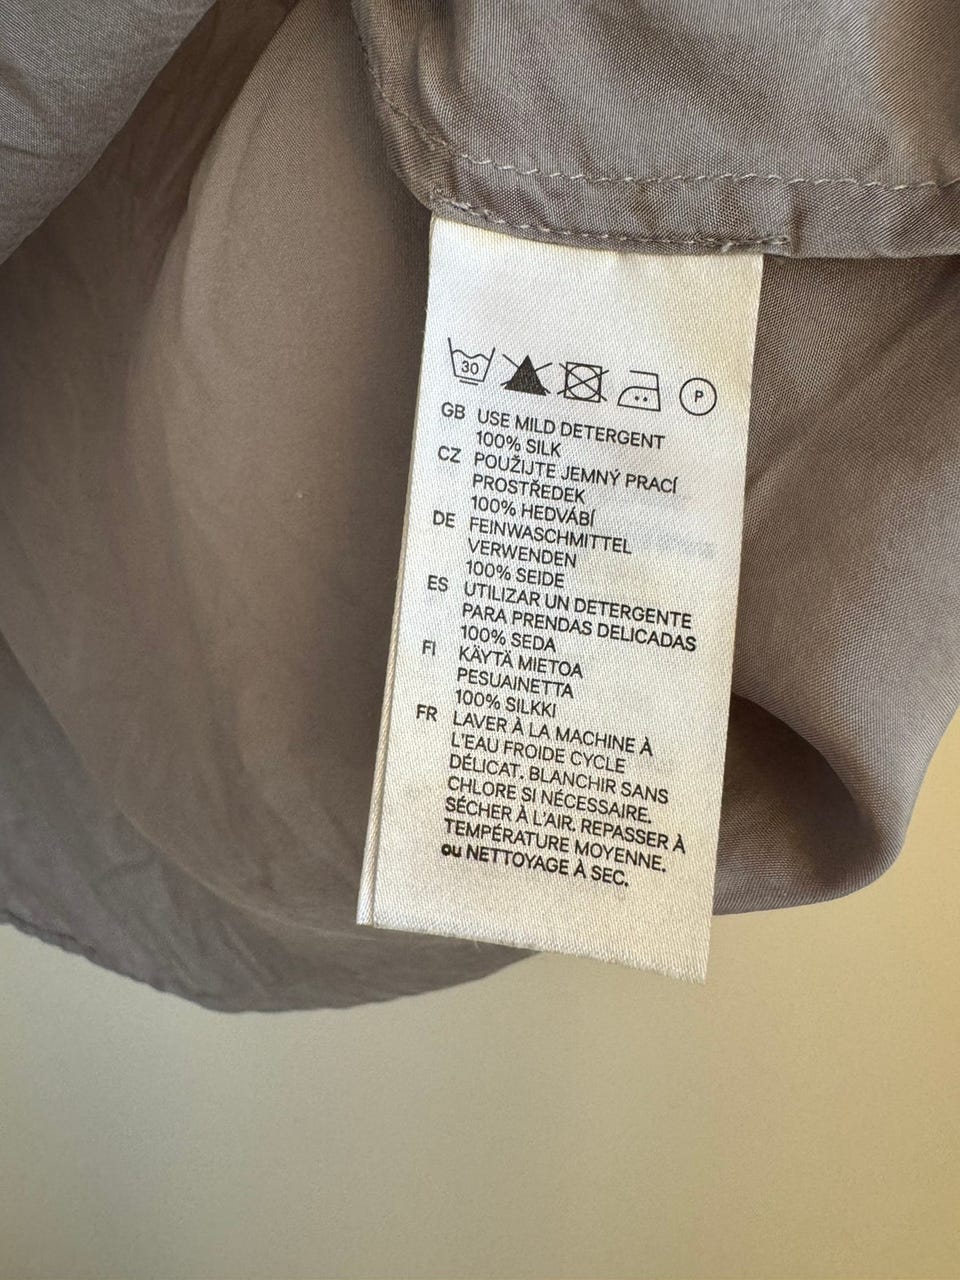 30
P
GB USE MILD DETERGENT
100% SILK
CZ POUŽIJTE JEMNÝ PRACÍ
PROSTŘEDEK
100% HEDVÁBÍ
DE FEINWASCHMITTEL
VERWENDEN
100% SEIDE
ES UTILIZAR UN DETERGENTE
PARA PRENDAS DELICADAS
100% SEDA
FI KÄYTÄ MIETOA
PESUAINETTA
100% SILKKI
FR LAVER À LA MACHINE À
L'EAU FROIDE CYCLE
DÉLICAT. BLANCHIR SANS
CHLORE SI NÉCESSAIRE.
SÉCHER À L'AIR. REPASSER À
TEMPÉRATURE MOYENNE.
ou NETTOYAGE À SEC.